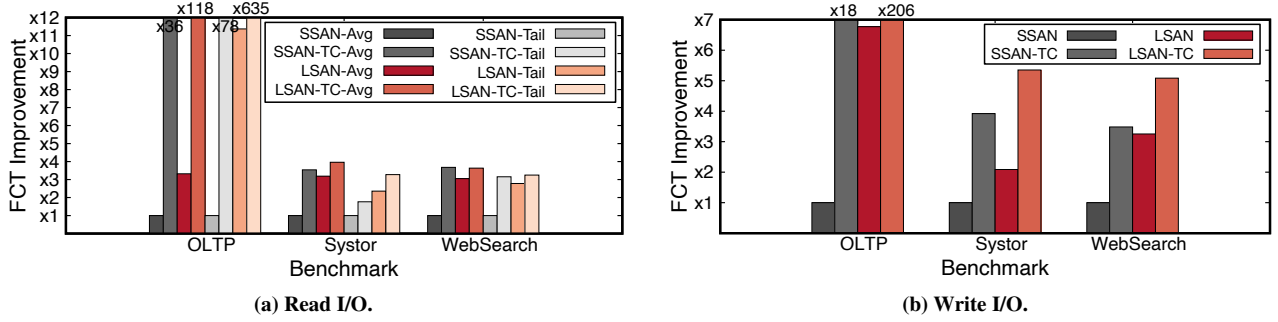 x118 x635
x36 x78
x12
x11
x10
x9
x8
x7
x6
x5
x4
x3
x2
x1
FCT Improvement
SSAN-Avg SSAN-Tail
SSAN-TC-Avg SSAN-TC-Tail
LSAN-Avg LSAN-Tail
LSAN-TC-Avg LSAN-TC-Tail
OLTP Systor WebSearch
Benchmark
(a) Read I/O.
x18 x206
x7
x6
x5
x4
x3
x2
x1
FCT Improvement
SSAN LSAN
SSAN-TC LSAN-TC
OLTP Systor WebSearch
Benchmark
(b) Write I/O.